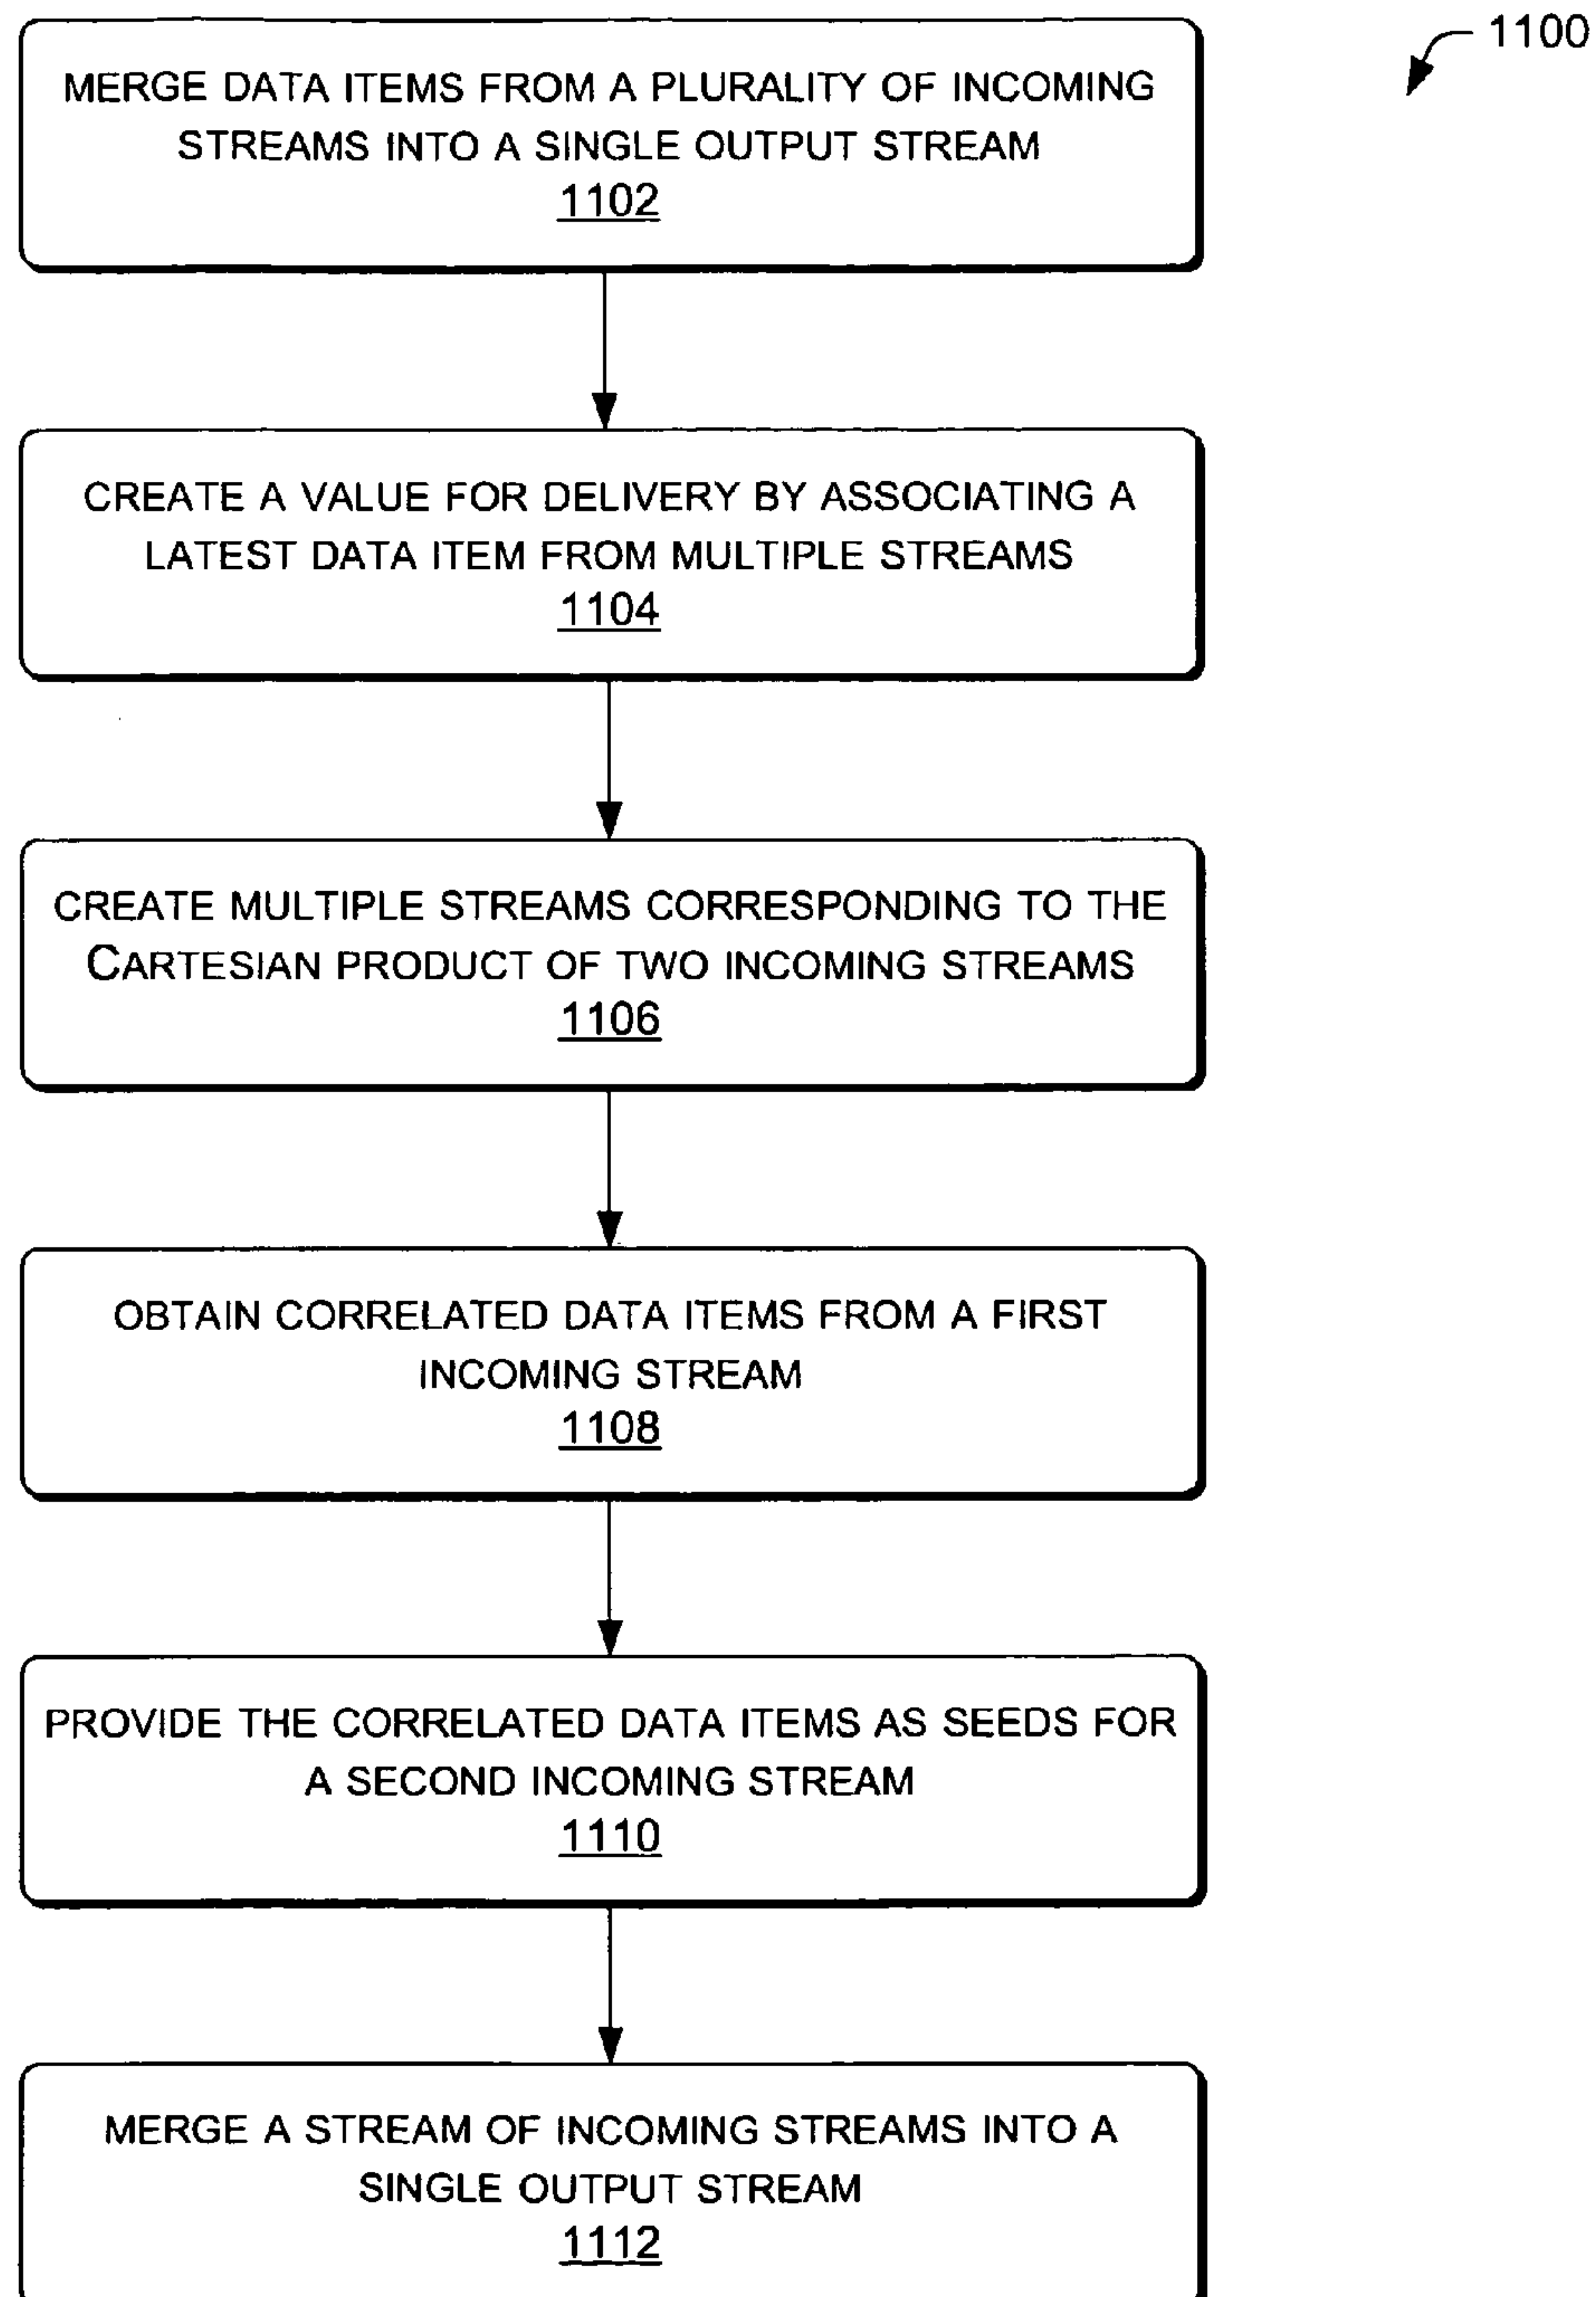 1100
MERGE DATA ITEMS FROM A PLURALITY OF INCOMING
STREAMS INTO A SINGLE OUTPUT STREAM
1102
CREATE A VALUE FOR DELIVERY BY ASSOCIATING A
LATEST DATA ITEM FROM MULTIPLE STREAMS
1104
CREATE MULTIPLE STREAMS CORRESPONDING TO THE
CARTESIAN PRODUCT OF TWO INCOMING STREAMS
1106
OBTAIN CORRELATED DATA ITEMS FROM A FIRST
INCOMING STREAM
1108
PROVIDE THE CORRELATED DATA ITEMS AS SEEDS FOR
A SECOND INCOMING STREAM
1110
MERGE A STREAM OF INCOMING STREAMS INTO A
SINGLE OUTPUT STREAM
1112